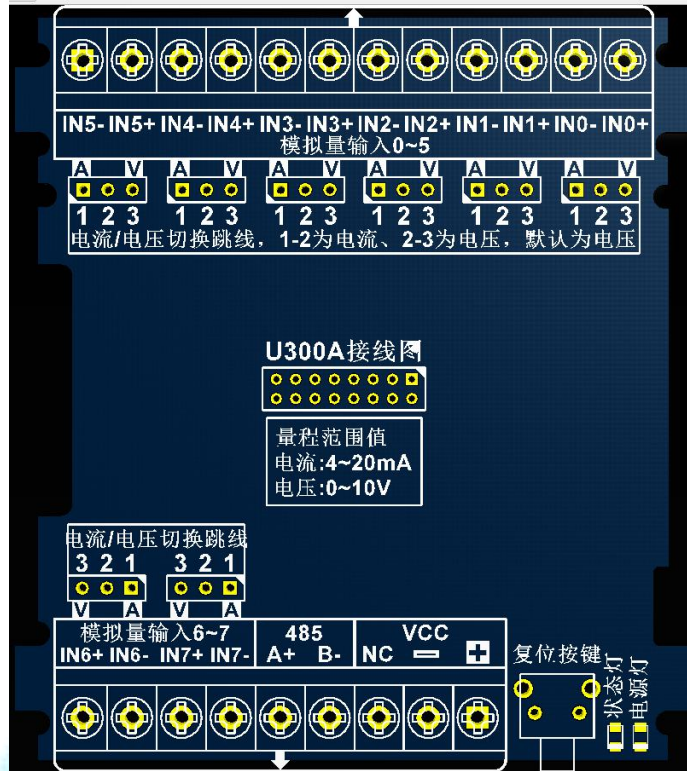 IN5- IN5+ IN4- IN4+ IN3- IN3+ IN2- IN2+ IN1- IN1+ IN0- IN0+
模拟量输入0~5
A V A V A V A V A V A V
1 2 3 1 2 3 1 2 3 1 2 3 1 2 3 1 2 3
电流/电压切换跳线，1-2为电流、2-3为电压，默认为电压
U300A接线图
量程范围值
电流:4~20mA
电压:0~10V
电流/电压切换跳线
3 2 1 3 2 1
V A V A
模拟量输入6~7 485 VCC
IN6+ IN6- IN7+ IN7- A+ B- NC − +
复位按键
状态灯
电源灯